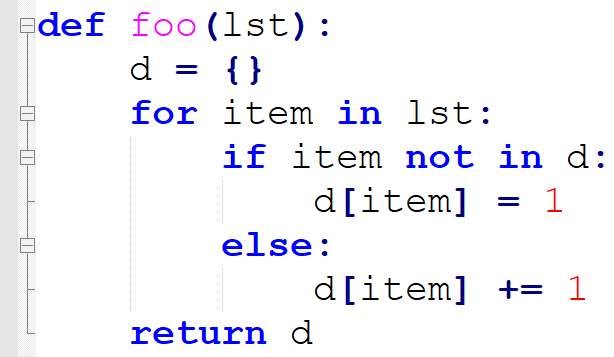 def foo(lst):
    d = {}
    for item in lst:
        if item not in d:
            d[item] = 1
        else:
            d[item] += 1
    return d